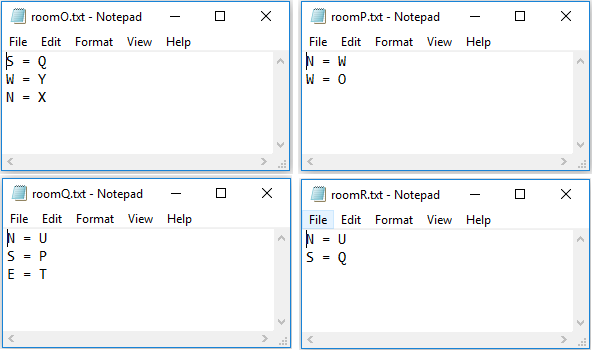 roomO.txt - Notepad
File Edit Format View Help
S = Q
W = Y
N = X
roomP.txt - Notepad
File Edit Format View Help
N = W
W = O
roomQ.txt - Notepad
File Edit Format View Help
N = U
S = P
E = T
roomR.txt - Notepad
File Edit Format View Help
N = U
S = Q